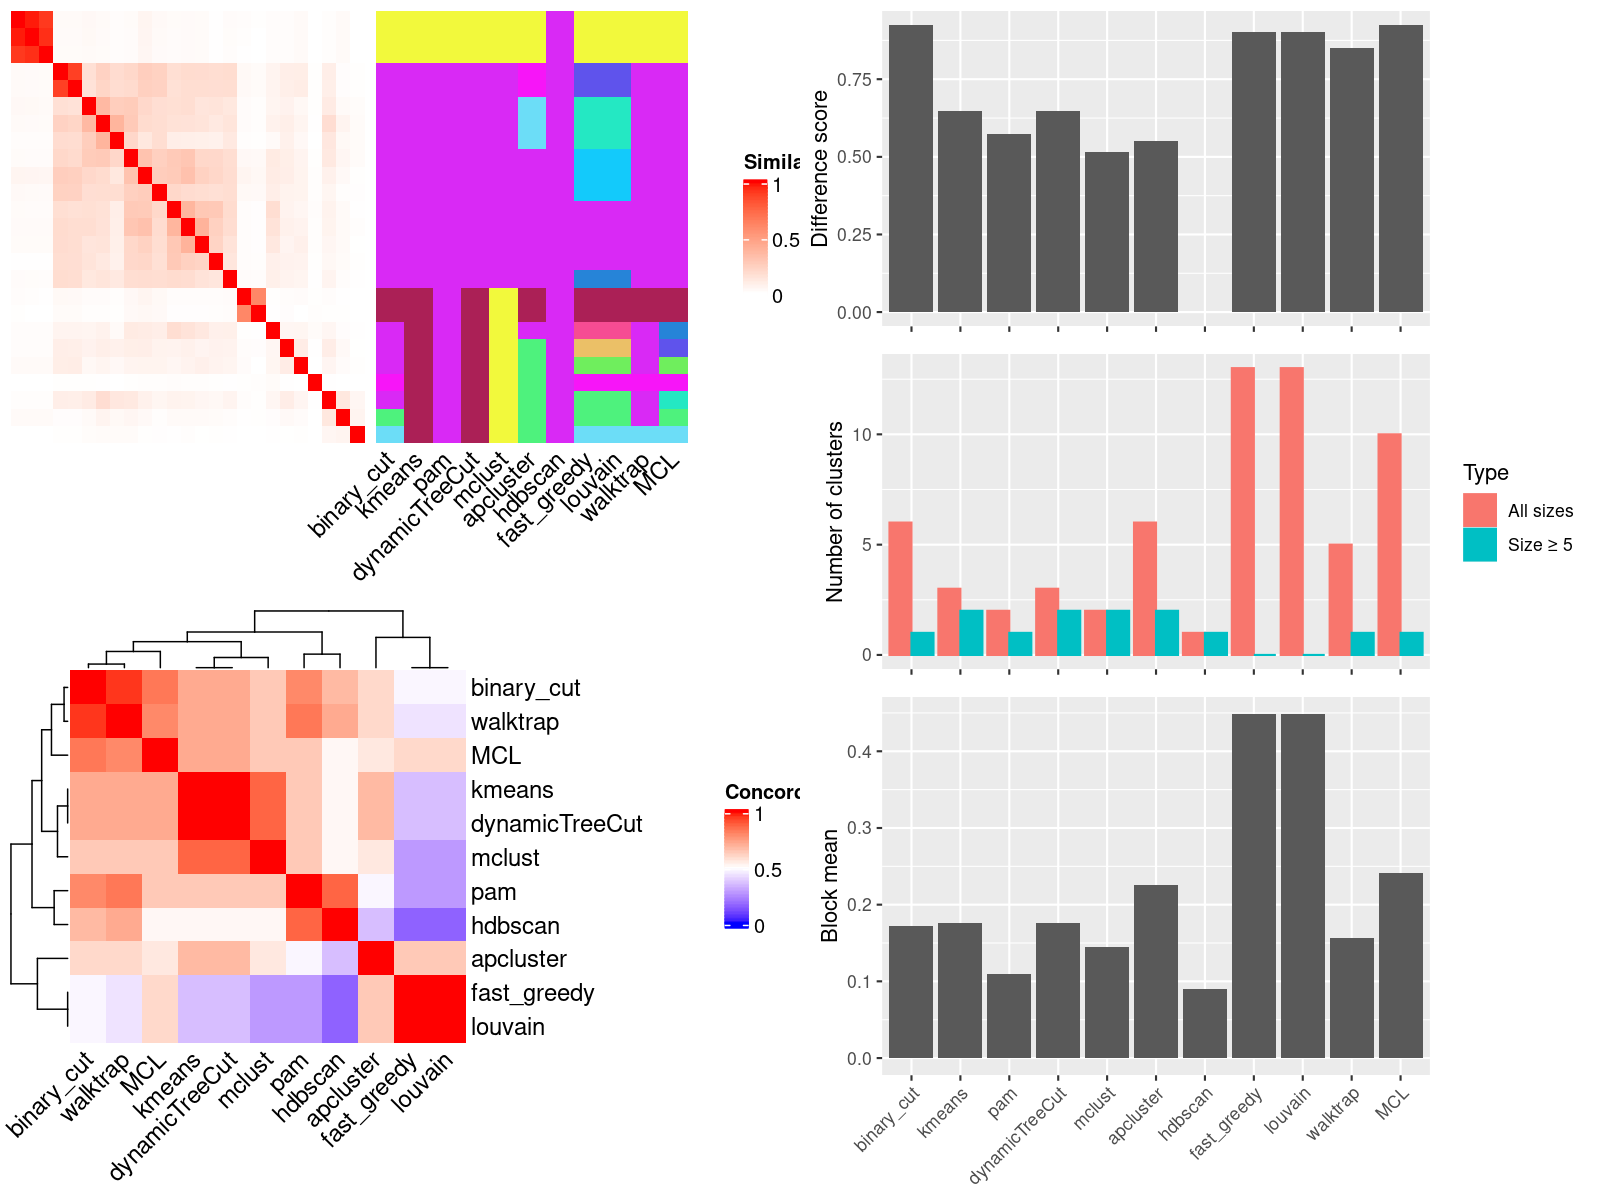 Simila
1
0.5
0
binary_cut
kmeans
pam
dynamicTreeCut
mclust
apcluster
hdbscan
fast_greedy
louvain
walktrap
MCL
binary_cut
walktrap
MCL
kmeans
dynamicTreeCut
mclust
pam
hdbscan
apcluster
fast_greedy
louvain
binary_cut
walktrap
MCL
kmeans
dynamicTreeCut
mclust
pam
hdbscan
apcluster
fast_greedy
louvain
Concord
1
0.5
0
Difference score
0.75
0.50
0.25
0.00
Number of clusters
10
5
0
Type
All sizes
Size ≥ 5
Block mean
0.4
0.3
0.2
0.1
0.0
binary_cut
kmeans
pam
dynamicTreeCut
mclust
apcluster
hdbscan
fast_greedy
louvain
walktrap
MCL